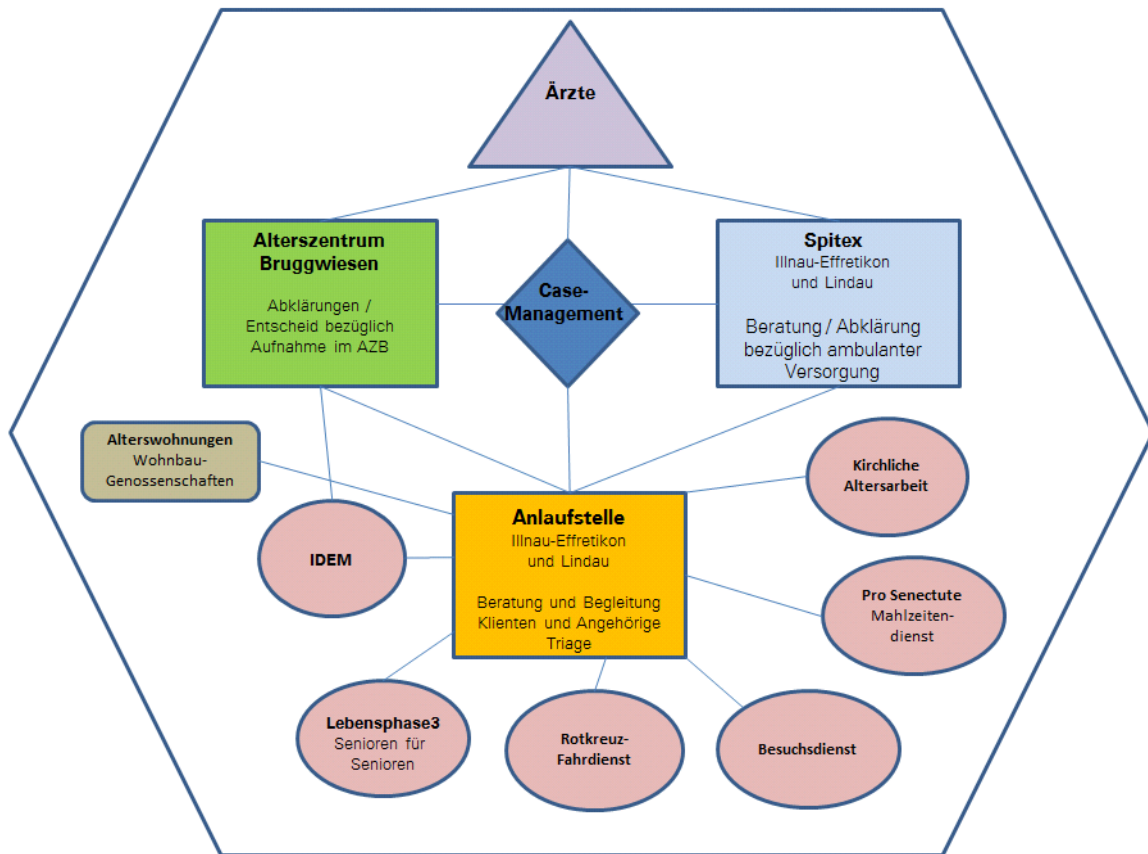 Ärzte
Alterszentrum
Bruggwiesen
Abklärungen /
Entscheid bezüglich
Aufnahme im AZB
Case-
Management
Spitex
Illnau-Effretikon
und Lindau
Beratung / Abklärung
bezüglich ambulanter
Versorgung
Alterswohnungen
Wohnbau-
Genossenschaften
Kirchliche
Altersarbeit
IDEM
Anlaufstelle
Illnau-Effretikon
und Lindau
Beratung und Begleitung
Klienten und Angehörige
Triage
Pro Senectute
Mahlzeiten-
dienst
Lebensphase3
Senioren für
Senioren
Rotkreuz-
Fahrdienst
Besuchsdienst